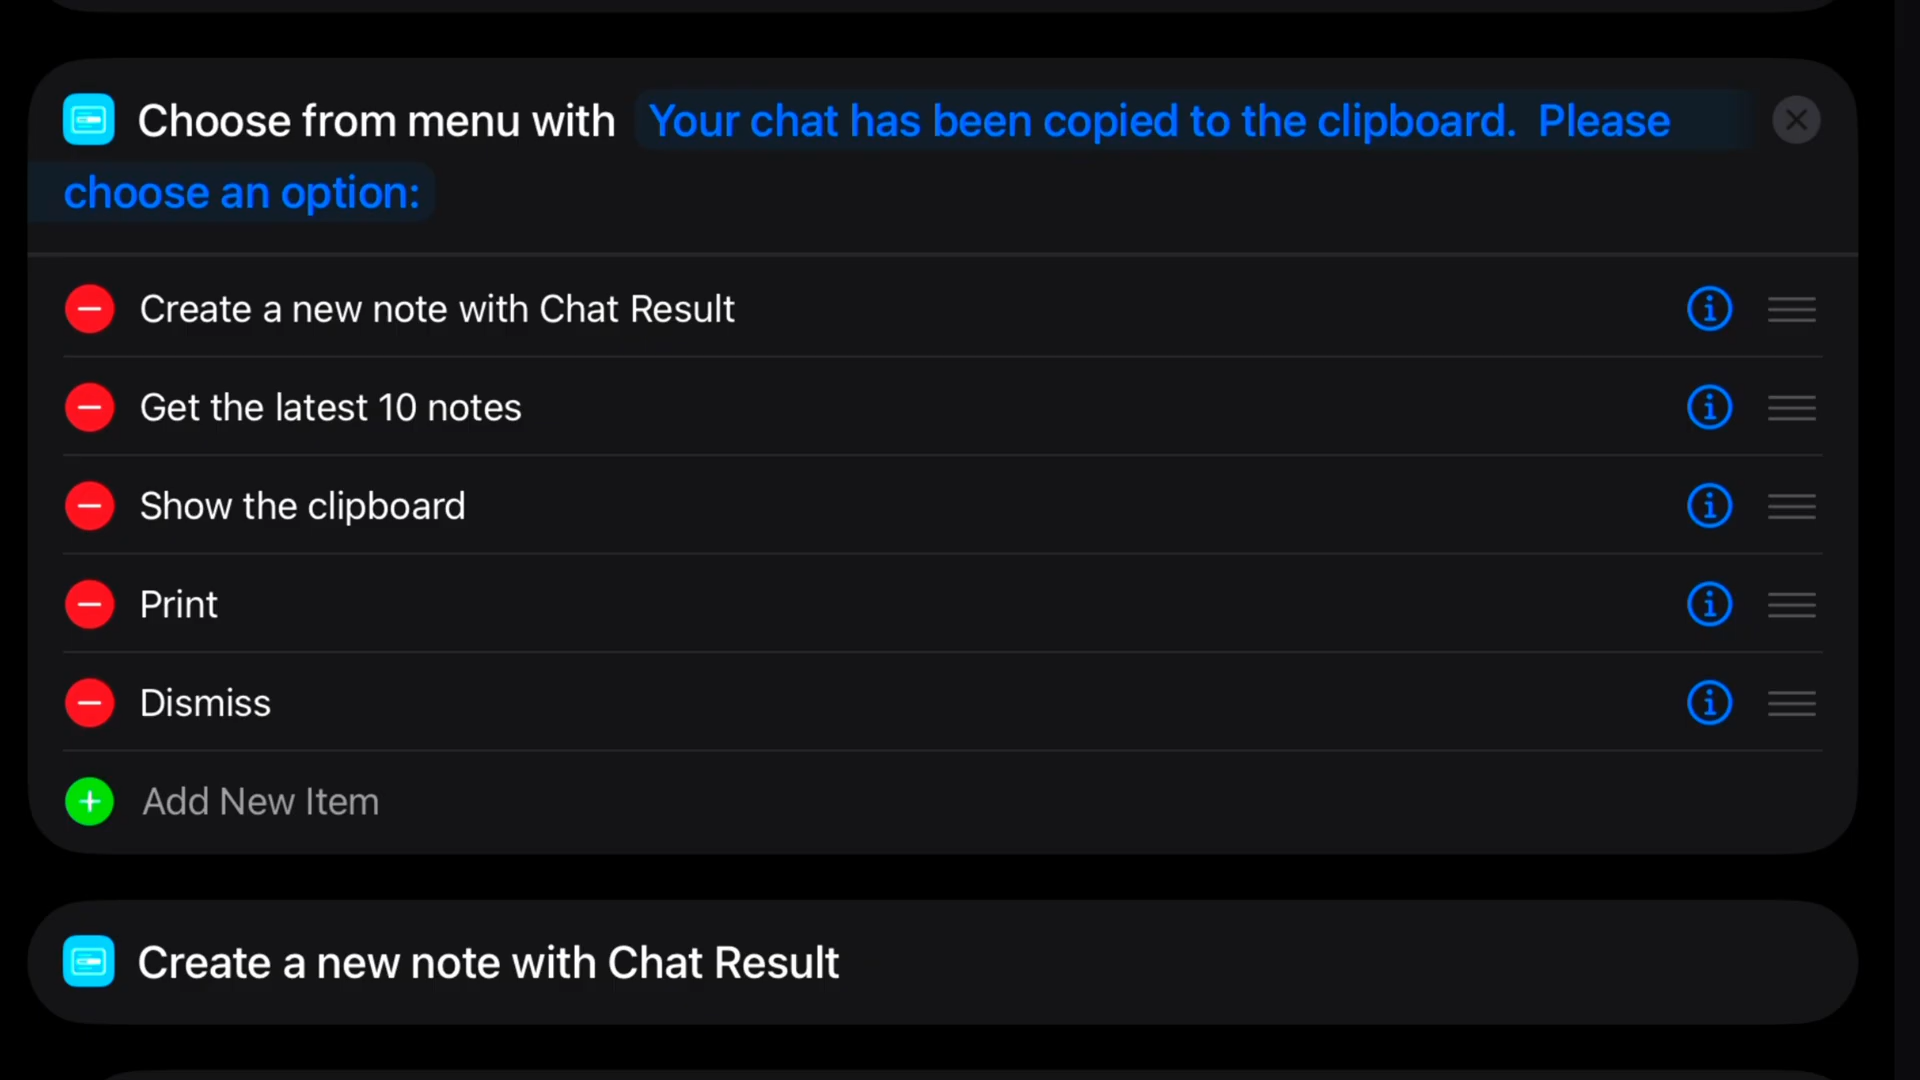 Choose from menu with Your chat has been copied to the clipboard. Please
choose an option:
Create a new note with Chat Result
Get the latest 10 notes
Show the clipboard
Print
Dismiss
Add New Item
Create a new note with Chat Result